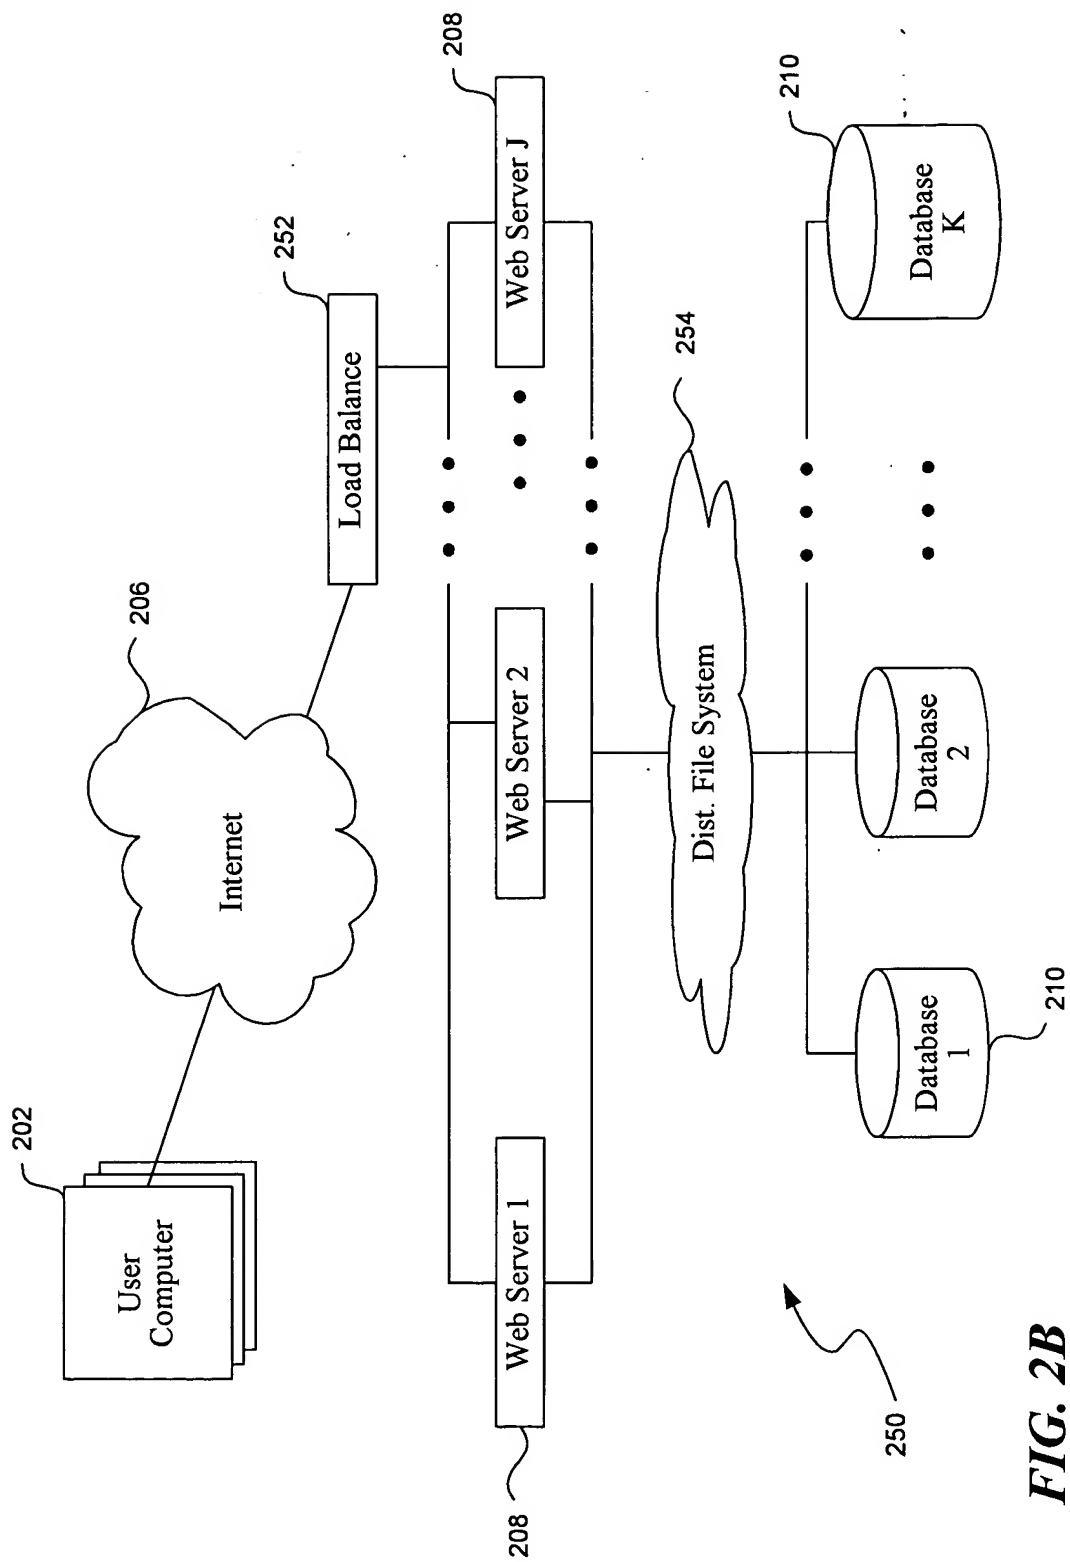 202
User
Computer
206
Internet
252
Load Balance
208
Web Server 1
Web Server 2
Web Server J
208
254
Dist. File System
210
Database
1
Database
2
Database
K
210
250
FIG. 2B